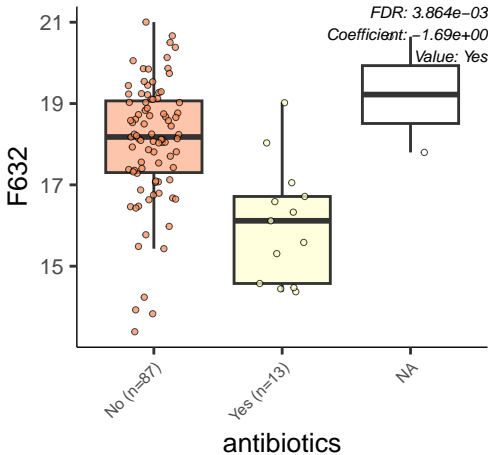 FDR: 3.864e−03
Coefficient: −1.69e+00
Value: Yes
21
19
17
15
F632
No (n=87)
Yes (n=13)
NA
antibiotics